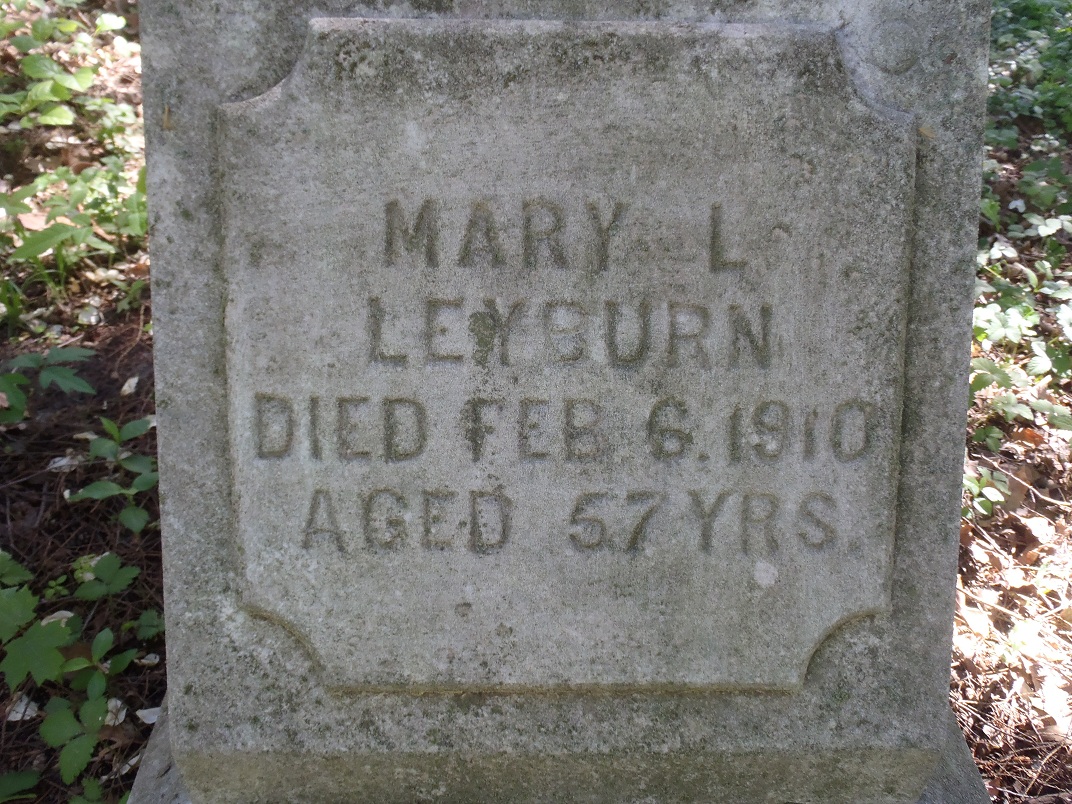 MARY L
LEYBURN
DIED FEB 6. 1910
AGED 57 YRS.